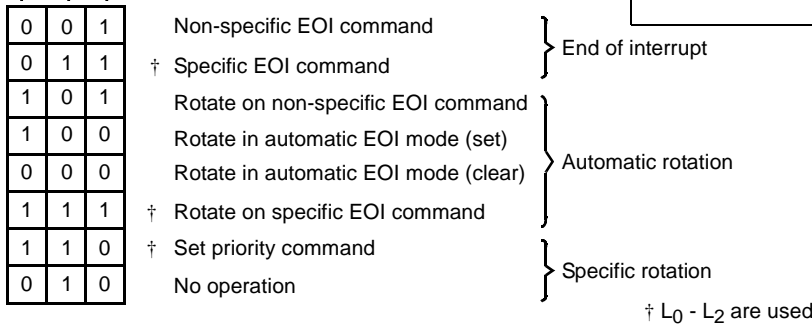 0 0 1 Non-specific EOI command
End of interrupt
0 1 1 † Specific EOI command
1 0 1 Rotate on non-specific EOI command
1 0 0 Rotate in automatic EOI mode (set)
Automatic rotation
0 0 0 Rotate in automatic EOI mode (clear)
1 1 1 † Rotate on specific EOI command
1 1 0 † Set priority command
Specific rotation
0 1 0 No operation
† L0 - L2 are used